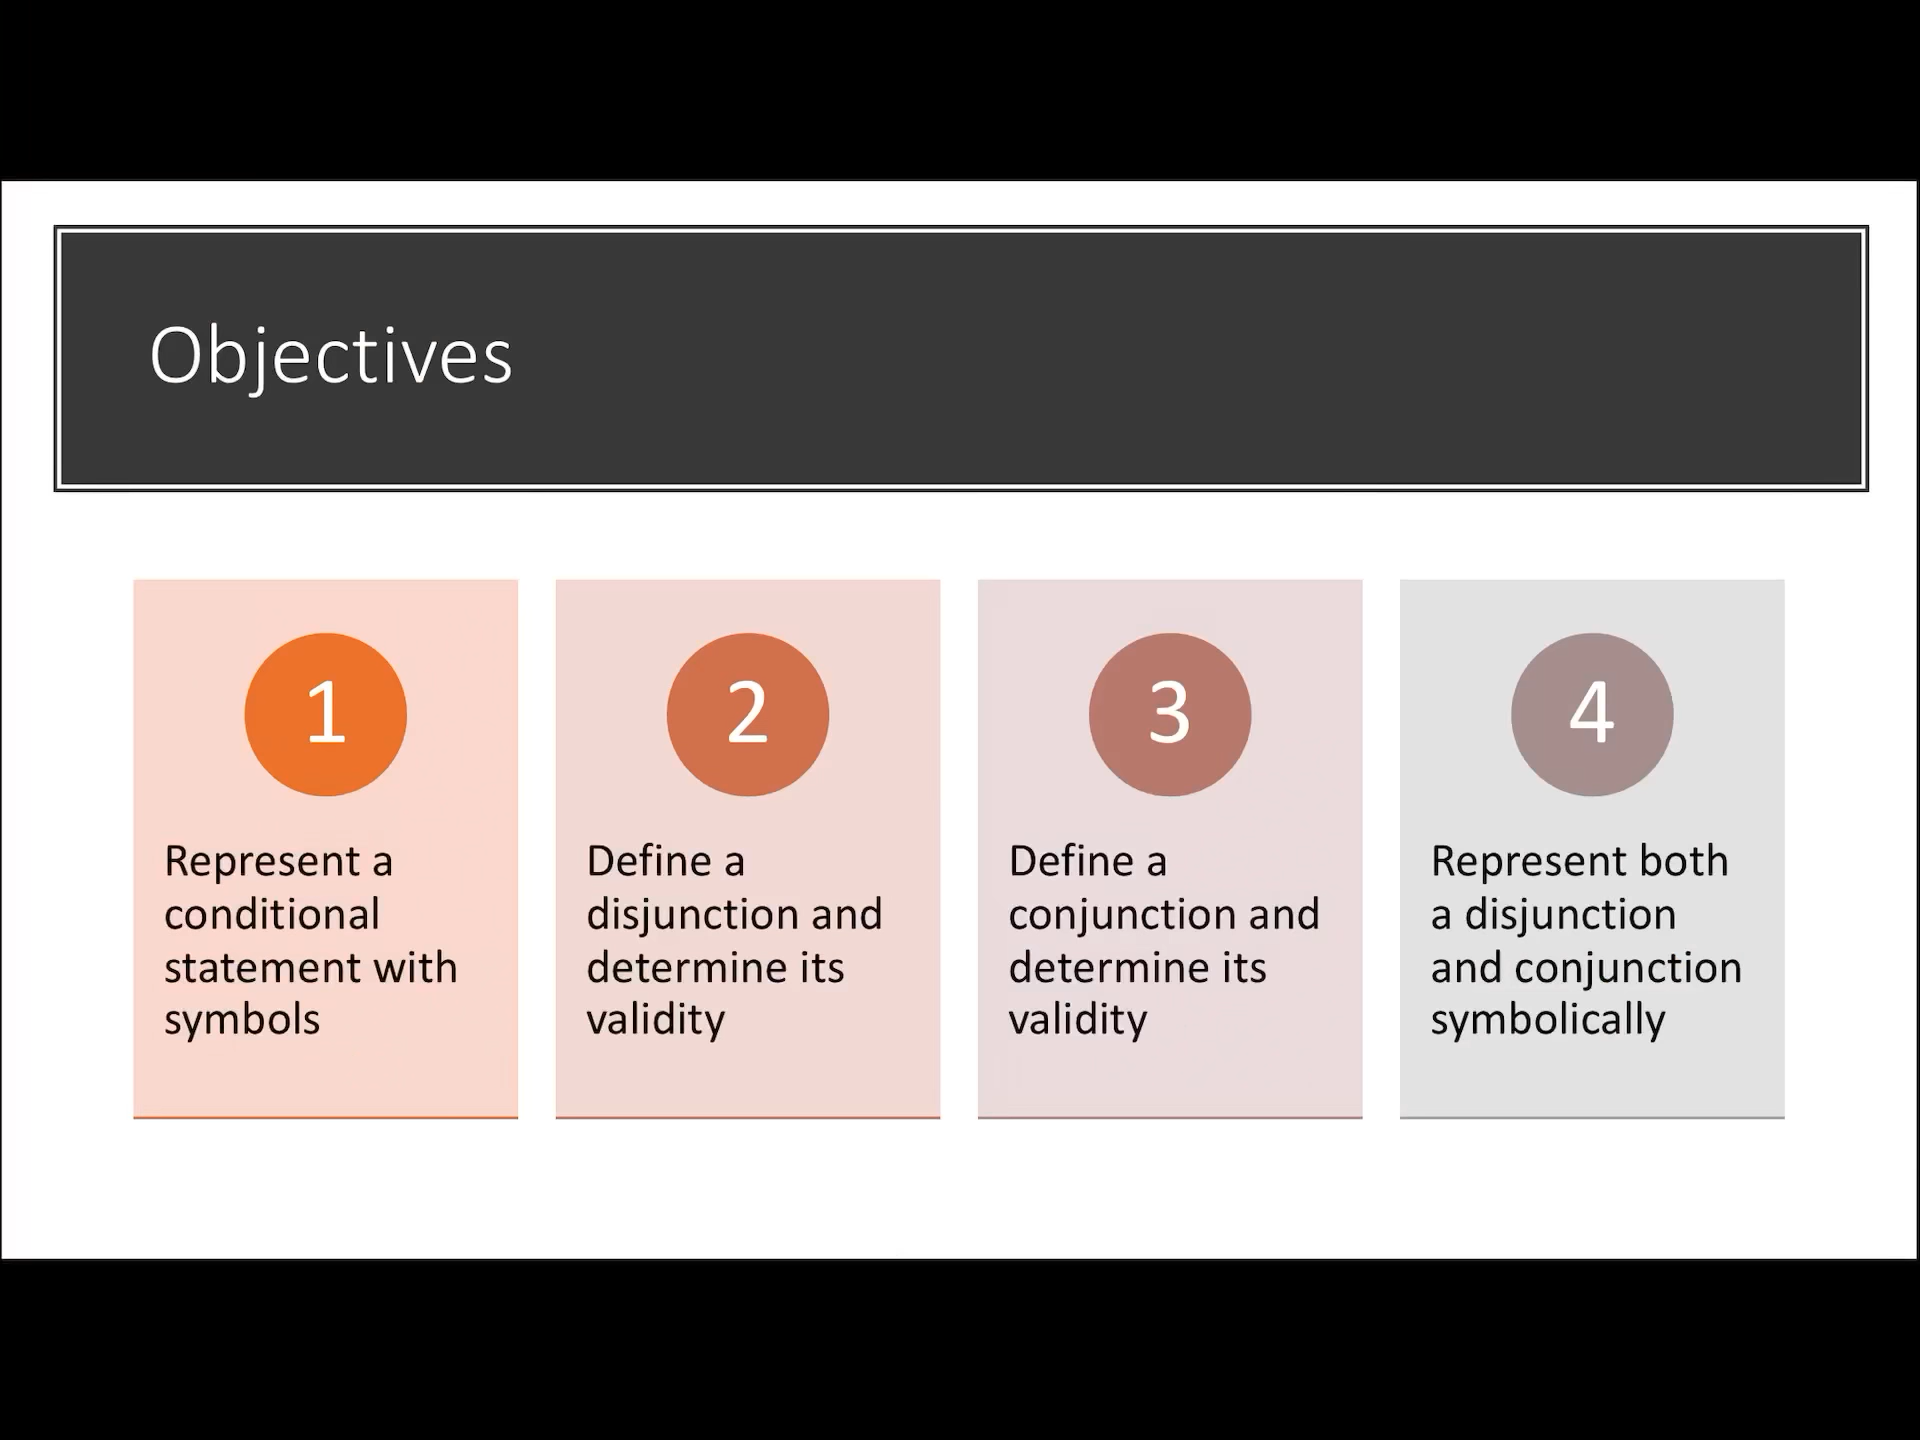 Objectives
1
Represent a
conditional
statement with
symbols
2
Define a
disjunction and
determine its
validity
3
Define a
conjunction and
determine its
validity
4
Represent both
a disjunction
and conjunction
symbolically